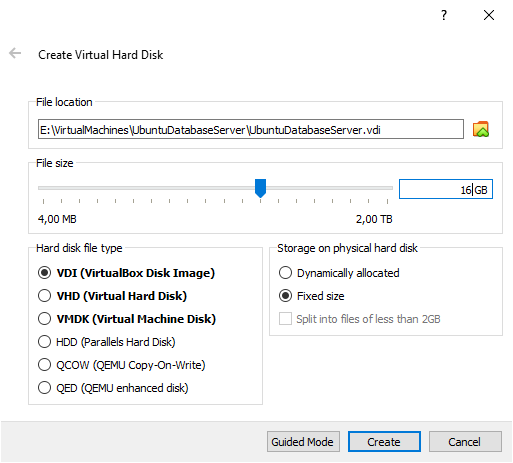 ?
Create Virtual Hard Disk
File location
E:\VirtualMachines\UbuntuDatabaseServer\UbuntuDatabaseServer.vdi
File size
16 GB
4,00 MB 2,00 TB
Hard disk file type
VDI (VirtualBox Disk Image)
VHD (Virtual Hard Disk)
VMDK (Virtual Machine Disk)
HDD (Parallels Hard Disk)
QCOW (QEMU Copy-On-Write)
QED (QEMU enhanced disk)
Storage on physical hard disk
Dynamically allocated
Fixed size
Split into files of less than 2GB
Guided Mode Create Cancel